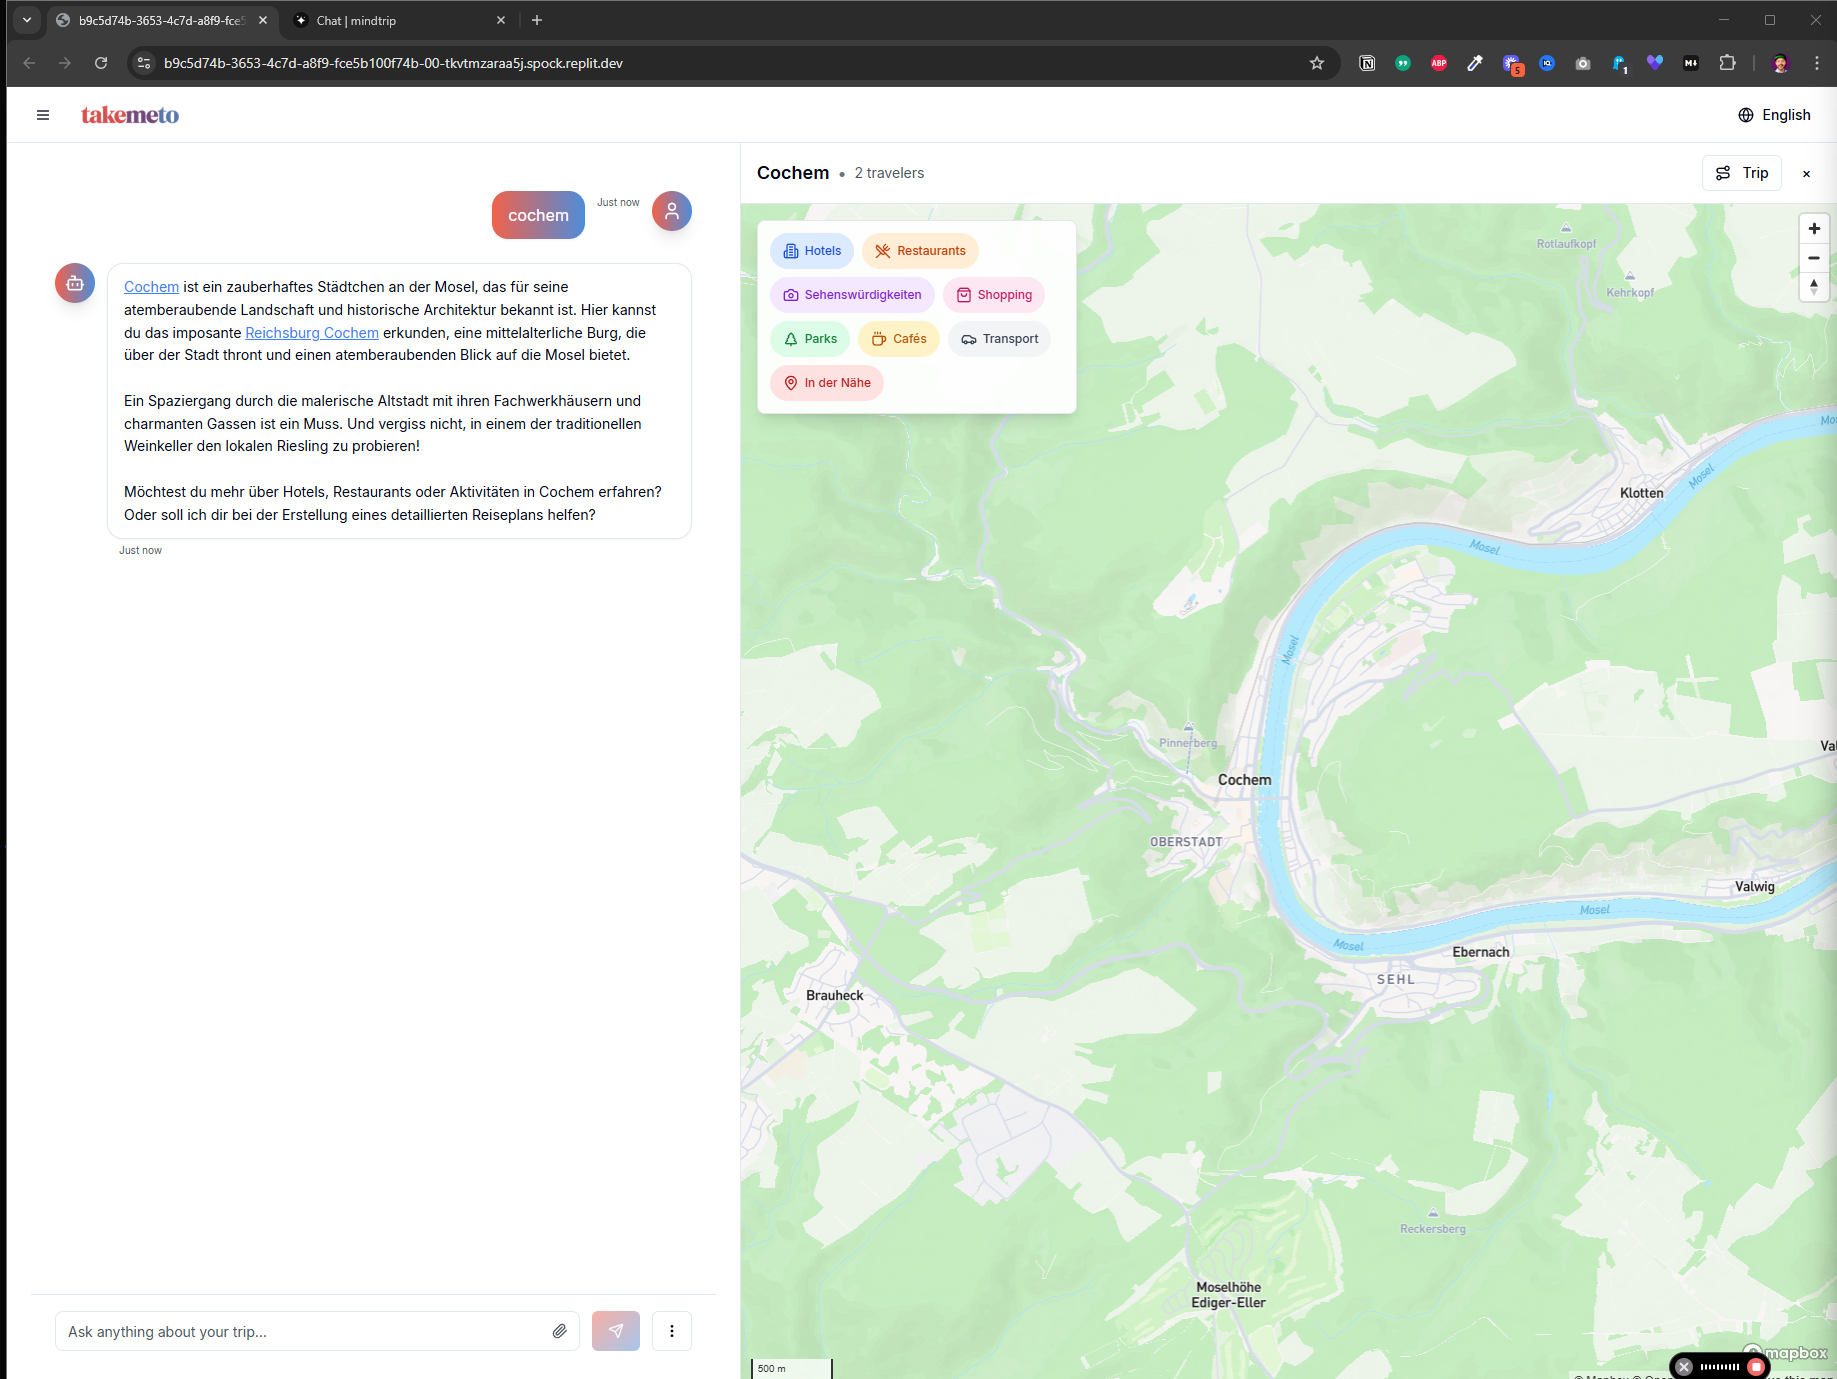 b9c5d74b-3653-4c7d-a8f9-fce5
Chat | mindtrip
b9c5d74b-3653-4c7d-a8f9-fce5b100f74b-00-tkvtmzaraa5j.spock.replit.dev
ABP
5
1
takemeto
English
cochem
Just now
Cochem ist ein zauberhaftes Städtchen an der Mosel, das für seine
atemberaubende Landschaft und historische Architektur bekannt ist. Hier kannst
du das imposante Reichsburg Cochem erkunden, eine mittelalterliche Burg, die
über der Stadt thront und einen atemberaubenden Blick auf die Mosel bietet.
Ein Spaziergang durch die malerische Altstadt mit ihren Fachwerkhäusern und
charmanten Gassen ist ein Muss. Und vergiss nicht, in einem der traditionellen
Weinkeller den lokalen Riesling zu probieren!
Möchtest du mehr über Hotels, Restaurants oder Aktivitäten in Cochem erfahren?
Oder soll ich dir bei der Erstellung eines detaillierten Reiseplans helfen?
Just now
Ask anything about your trip...
Cochem • 2 travelers
Trip
Hotels
Restaurants
Sehenswürdigkeiten
Shopping
Parks
Cafés
Transport
In der Nähe
Rotlaufkopf
Kehrkopf
Klotten
Mosel
Mosel
Mosel
Pinnerberg
Cochem
OBERSTADT
Valwig
Mosel
Mosel
Ebernach
SEHL
Brauheck
Reckersberg
Moselhöhe
Ediger-Eller
500 m
mapbox